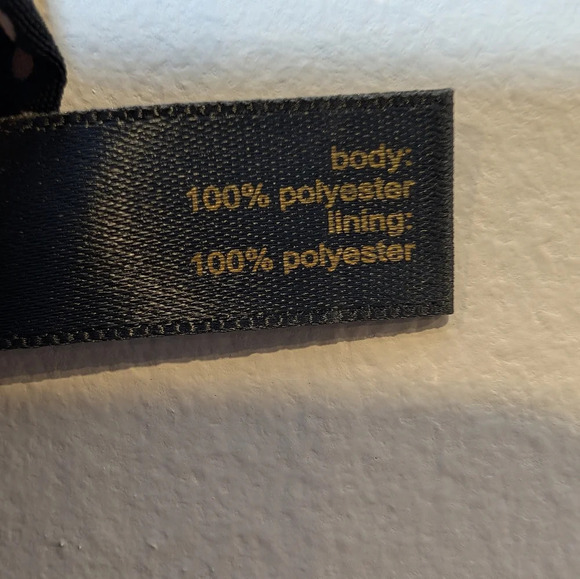 body:
100% polyester
lining:
100% polyester